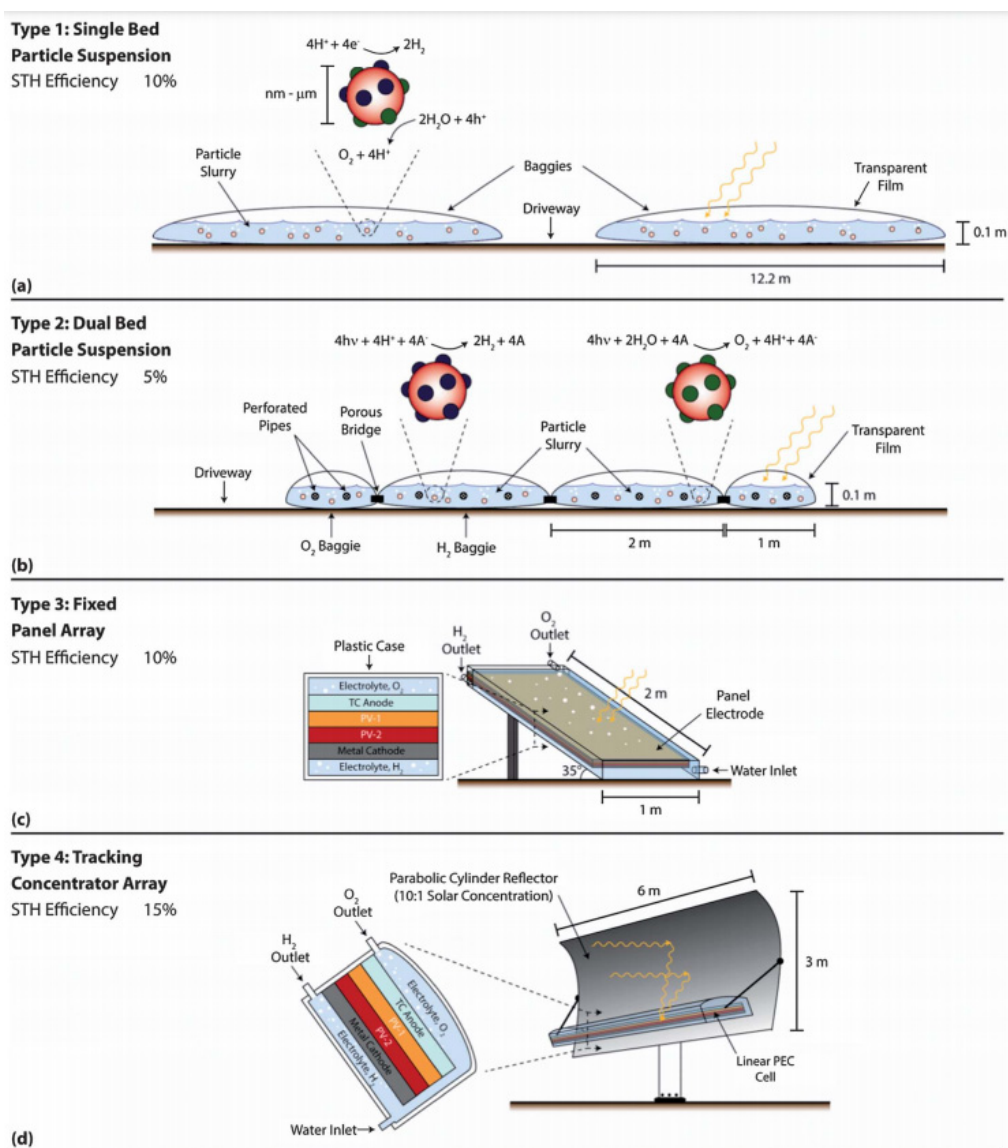 Type 1: Single Bed
Particle Suspension
STH Efficiency 10%
4H⁺ + 4e⁻ 2H₂
nm - μm
2H₂O + 4h⁺
O₂ + 4H⁺
Particle
Slurry
Baggies
Driveway
Transparent
Film
0.1 m
12.2 m
(a)
Type 2: Dual Bed
Particle Suspension
STH Efficiency 5%
4hν + 4H⁺ + 4A⁻ 2H₂ + 4A
4hν + 2H₂O + 4A O₂ + 4H⁺ + 4A⁻
Perforated
Pipes
Porous
Bridge
Particle
Slurry
Transparent
Film
Driveway
0.1 m
O₂ Baggie
H₂ Baggie
2 m
1 m
(b)
Type 3: Fixed
Panel Array
STH Efficiency 10%
Plastic Case
Electrolyte, O₂
TC Anode
PV-1
PV-2
Metal Cathode
Electrolyte, H₂
H₂
Outlet
O₂
Outlet
2 m
Panel
Electrode
35°
Water Inlet
1 m
(c)
Type 4: Tracking
Concentrator Array
STH Efficiency 15%
Parabolic Cylinder Reflector
(10:1 Solar Concentration)
6 m
3 m
O₂
Outlet
H₂
Outlet
Electrolyte, O₂
TC Anode
PV-1
PV-2
Metal Cathode
Electrolyte, H₂
Linear PEC
Cell
Water Inlet
(d)